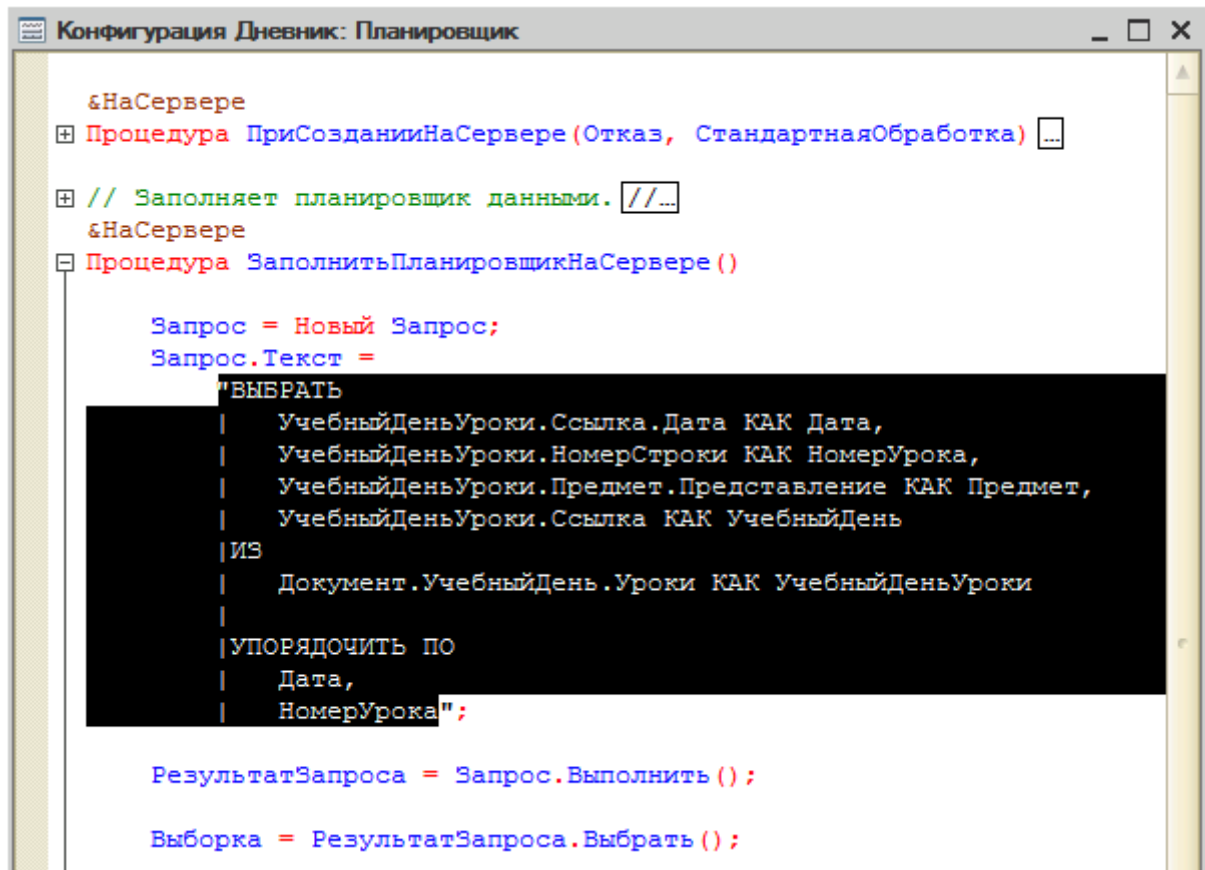 Конфигурация Дневник: Планировщик
&НаСервере
Процедура ПриСозданииНаСервере(Отказ, СтандартнаяОбработка) ...
// Заполняет планировщик данными. //...
&НаСервере
Процедура ЗаполнитьПланировщикНаСервере()
Запрос = Новый Запрос;
Запрос.Текст =
"ВЫБРАТЬ
|    УчебныйДеньУроки.Ссылка.Дата КАК Дата,
|    УчебныйДеньУроки.НомерСтроки КАК НомерУрока,
|    УчебныйДеньУроки.Предмет.Представление КАК Предмет,
|    УчебныйДеньУроки.Ссылка КАК УчебныйДень
|ИЗ
|    Документ.УчебныйДень.Уроки КАК УчебныйДеньУроки
|
|УПОРЯДОЧИТЬ ПО
|    Дата,
|    НомерУрока";
РезультатЗапроса = Запрос.Выполнить();
Выборка = РезультатЗапроса.Выбрать();